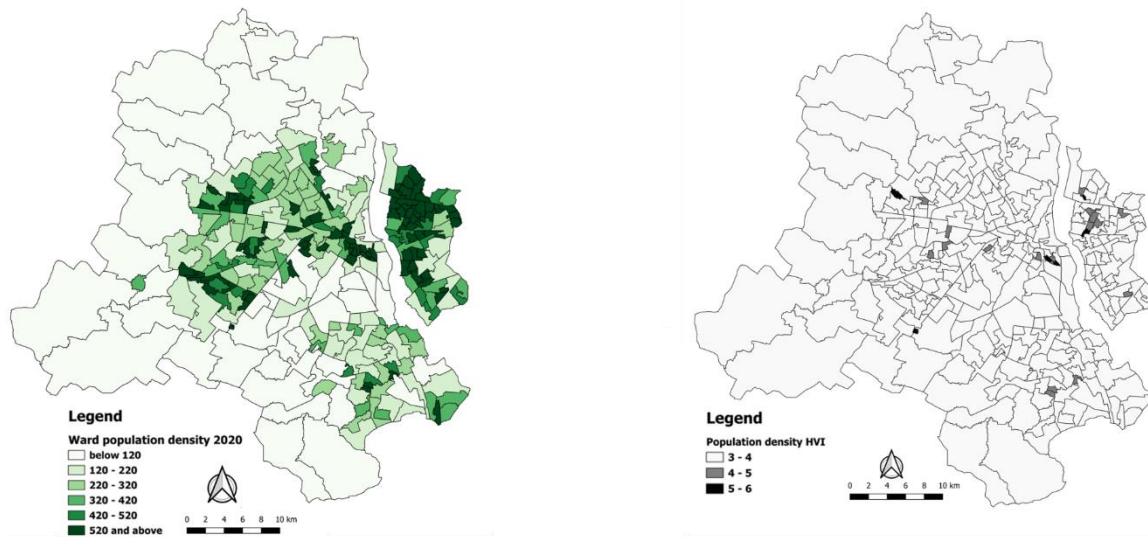 Legend
Ward population density 2020
below 120
120 - 220
220 - 320
320 - 420
420 - 520
520 and above
0 2 4 6 8 10 km
Legend
Population density HVI
3 - 4
4 - 5
5 - 6
0 2 4 6 8 10 km